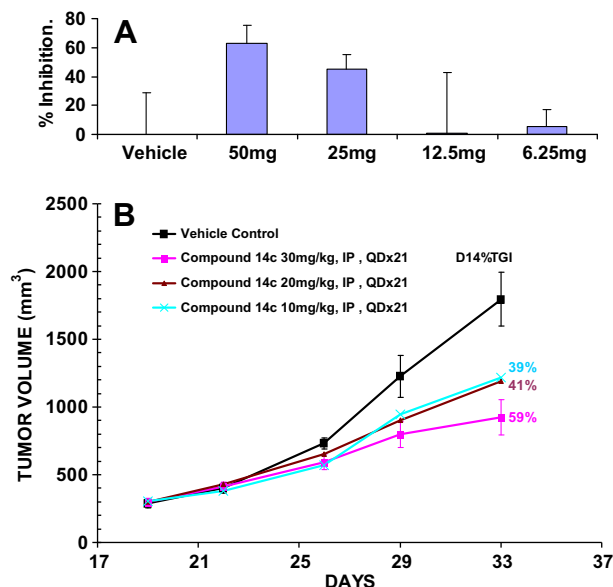 A
% Inhibition.
80
60
40
20
0
Vehicle 50mg 25mg 12.5mg 6.25mg
B
TUMOR VOLUME (mm³)
2500
2000
1500
1000
500
0
Vehicle Control
Compound 14c 30mg/kg, IP , QDx21
Compound 14c 20mg/kg, IP , QDx21
Compound 14c 10mg/kg, IP , QDx21
D14%TGI
39%
41%
59%
17 21 25 29 33 37
DAYS